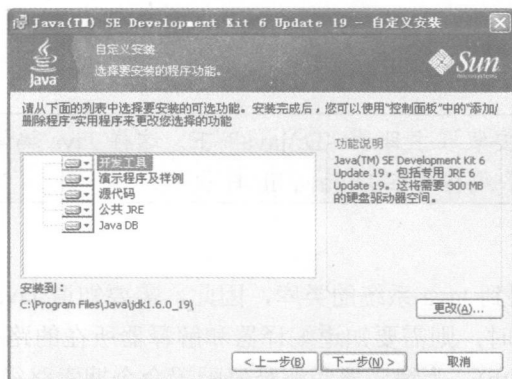 Java(TM) SE Development Kit 6 Update 19 - 自定义安装
Java
自定义安装
选择要安装的程序功能。
Sun
请从下面的列表中选择要安装的可选功能。安装完成后，您可以使用"控制面板"中的"添加/
删除程序"实用程序来更改您选择的功能
开发工具
演示程序及样例
源代码
公共 JRE
Java DB
功能说明
Java(TM) SE Development Kit 6
Update 19，包括专用 JRE 6
Update 19。这将需要 300 MB
的硬盘驱动器空间。
安装到：
C:\Program Files\Java\jdk1.6.0_19\
更改(A)...
<上一步(B)
下一步(N) >
取消